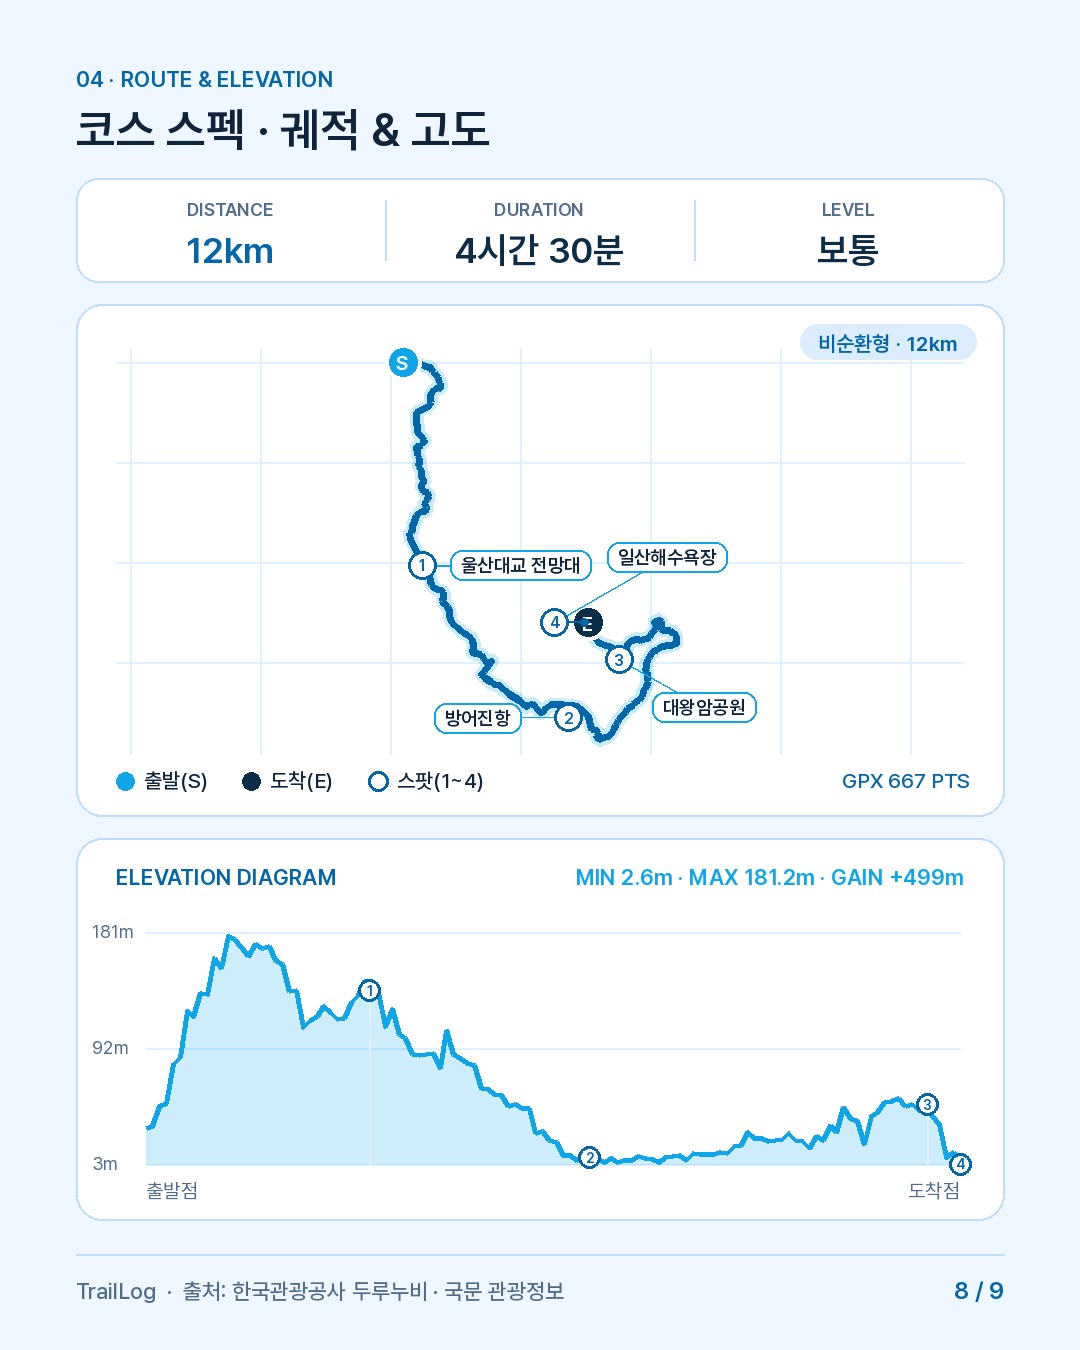 04 · ROUTE & ELEVATION
코스 스펙 · 궤적 & 고도
DISTANCE
12km
DURATION
4시간 30분
LEVEL
보통
비순환형 · 12km
S
1
울산대교 전망대
일산해수욕장
4
E
3
대왕암공원
방어진항
2
출발(S)
도착(E)
스팟(1~4)
GPX 667 PTS
ELEVATION DIAGRAM
MIN 2.6m · MAX 181.2m · GAIN +499m
181m
92m
3m
1
2
3
4
출발점
도착점
TrailLog · 출처: 한국관광공사 두루누비 · 국문 관광정보
8 / 9